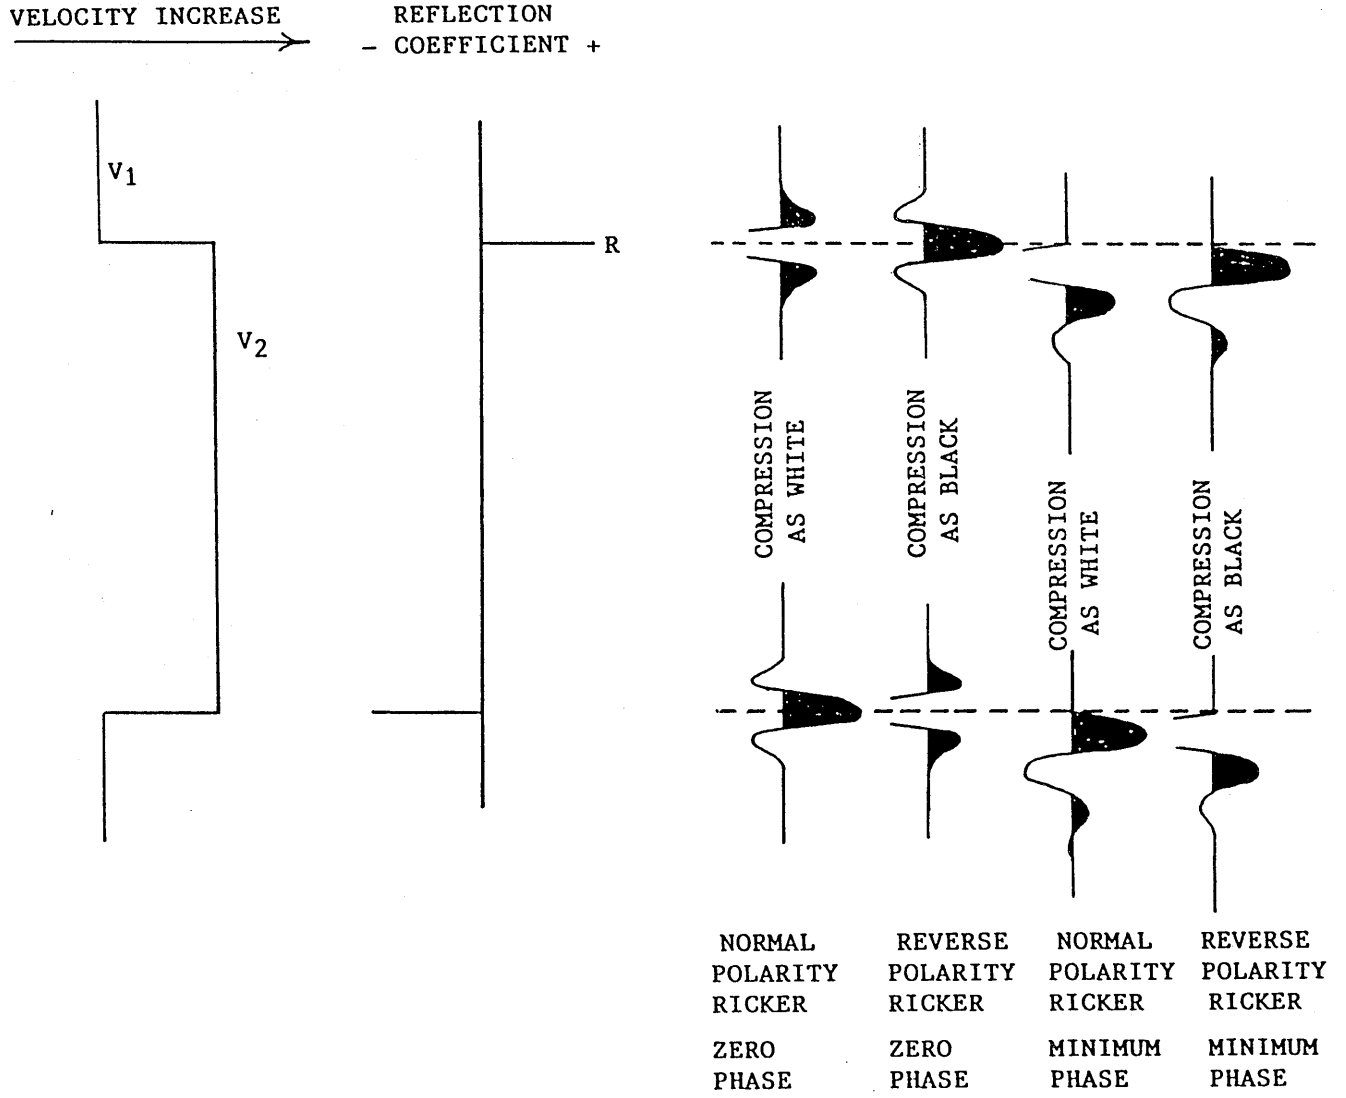 VELOCITY INCREASE
REFLECTION
- COEFFICIENT +
V1
R
V2
COMPRESSION
AS WHITE
COMPRESSION
AS BLACK
COMPRESSION
AS WHITE
COMPRESSION
AS BLACK
NORMAL
POLARITY
RICKER
ZERO
PHASE
REVERSE
POLARITY
RICKER
ZERO
PHASE
NORMAL
POLARITY
RICKER
MINIMUM
PHASE
REVERSE
POLARITY
RICKER
MINIMUM
PHASE